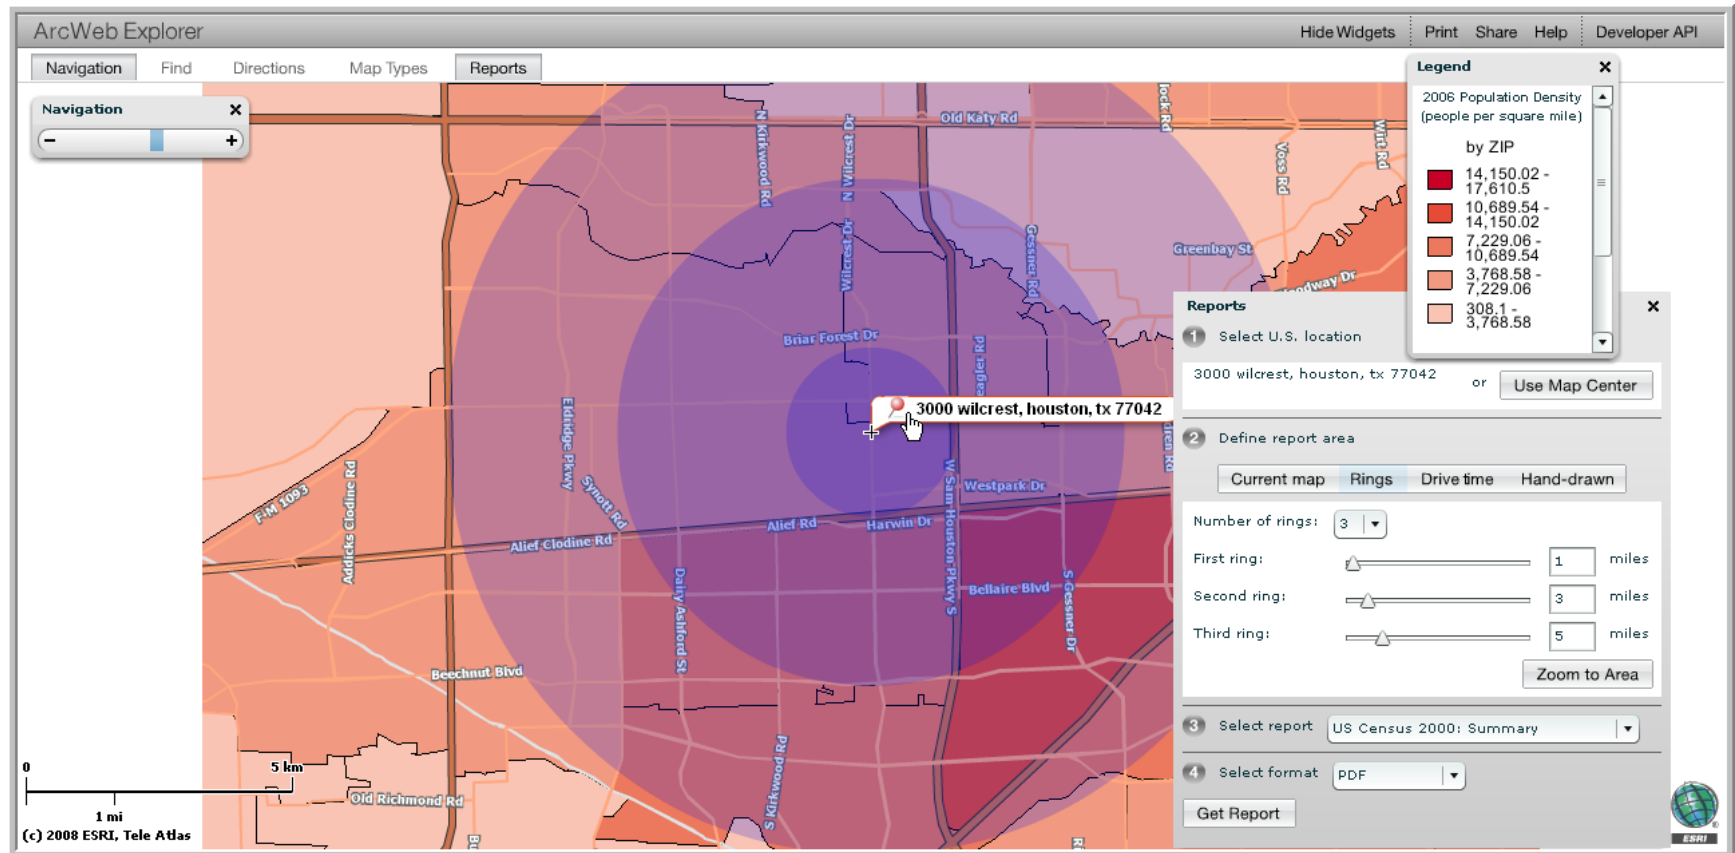 ArcWeb Explorer
Hide Widgets
Print Share Help
Developer API
Navigation
Find
Directions
Map Types
Reports
Navigation
− +
Legend
2006 Population Density
(people per square mile)
by ZIP
14,150.02 -
17,610.5
10,689.54 -
14,150.02
7,229.06 -
10,689.54
3,768.58 -
7,229.06
308.1 -
3,768.58
Old Katy Rd
N Kirkwood Rd
N Wilcrest Dr
Wilcrest Dr
Gessner Rd
Voss Rd
Wirt Rd
Greenbay St
Briar Forest Dr
3000 wilcrest, houston, tx 77042
Eldridge Pkwy
Synott Rd
Addicks Clodine Rd
F-M 1093
Alief Clodine Rd
Alief Rd
Harwin Dr
Westpark Dr
W Sam Houston Pkwy S
Bellaire Blvd
S Gessner Dr
Dairy Ashford St
Beechnut Blvd
S Kirkwood Rd
Old Richmond Rd
0 5 km
1 mi
(c) 2008 ESRI, Tele Atlas
Reports
1 Select U.S. location
3000 wilcrest, houston, tx 77042 or Use Map Center
2 Define report area
Current map Rings Drive time Hand-drawn
Number of rings: 3
First ring: 1 miles
Second ring: 3 miles
Third ring: 5 miles
Zoom to Area
3 Select report US Census 2000: Summary
4 Select format PDF
Get Report
ESRI